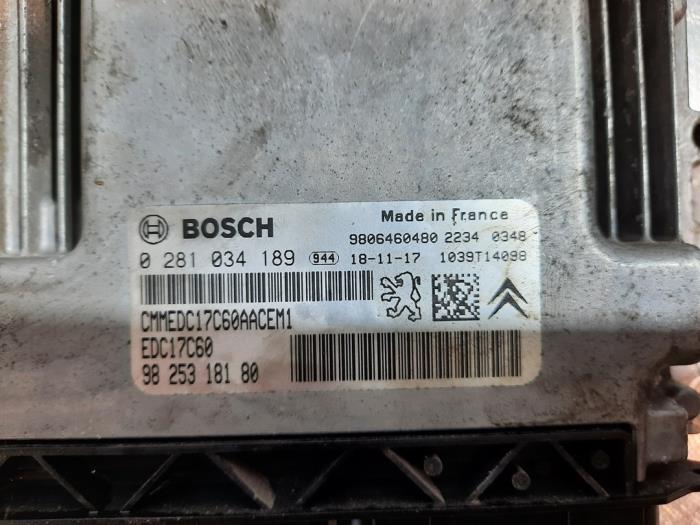 BOSCH Made in France
9806460480 2234 0348
0 281 034 189 944 18-11-17 1039T14098
CMMEDC17C60AACEM1
EDC17C60
98 253 181 80